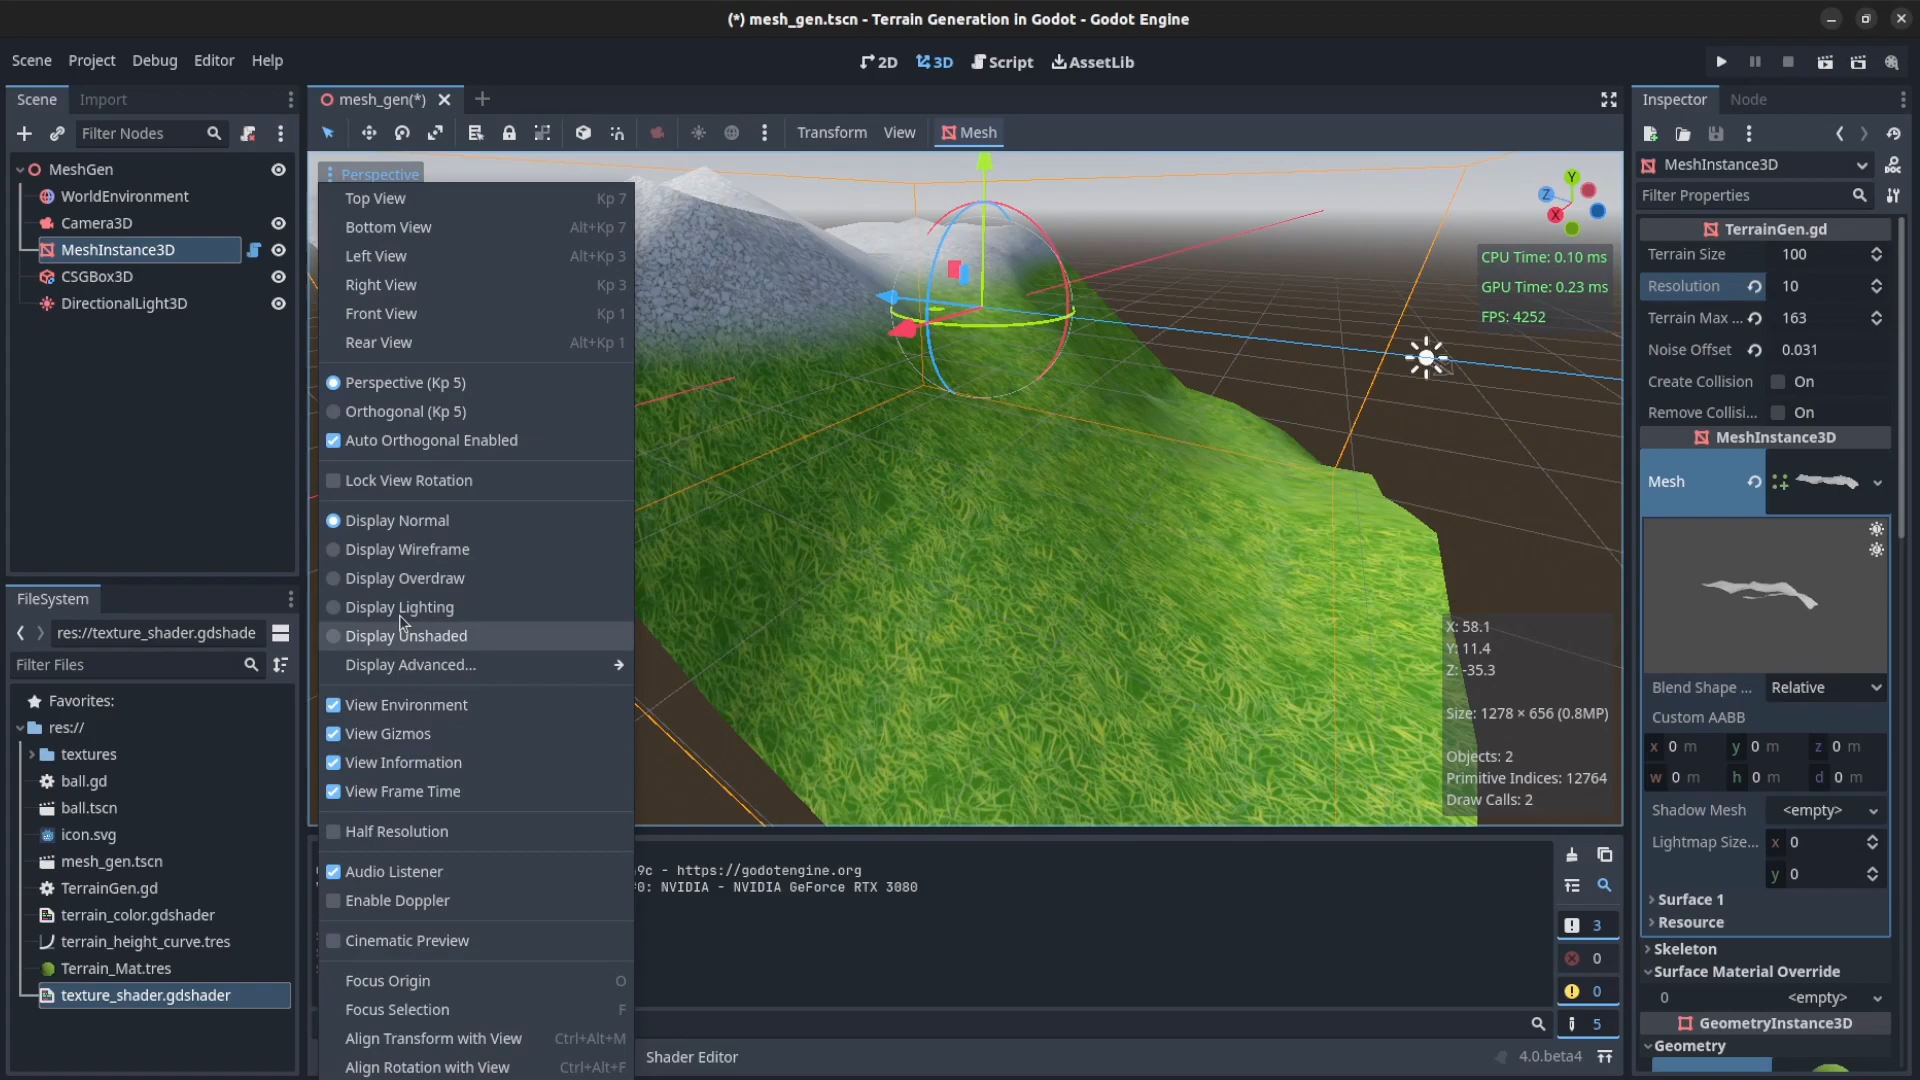 (*) mesh_gen.tscn - Terrain Generation in Godot - Godot Engine
Scene Project Debug Editor Help
2D 3D Script AssetLib
Scene Import
Filter Nodes
MeshGen
WorldEnvironment
Camera3D
MeshInstance3D
CSGBox3D
DirectionalLight3D
FileSystem
res://texture_shader.gdshade
Filter Files
Favorites:
res://
textures
ball.gd
ball.tscn
icon.svg
mesh_gen.tscn
TerrainGen.gd
terrain_color.gdshader
terrain_height_curve.tres
Terrain_Mat.tres
texture_shader.gdshader
mesh_gen(*)
Transform View Mesh
Perspective
Top View Kp 7
Bottom View Alt+Kp 7
Left View Alt+Kp 3
Right View Kp 3
Front View Kp 1
Rear View Alt+Kp 1
Perspective (Kp 5)
Orthogonal (Kp 5)
Auto Orthogonal Enabled
Lock View Rotation
Display Normal
Display Wireframe
Display Overdraw
Display Lighting
Display Unshaded
Display Advanced...
View Environment
View Gizmos
View Information
View Frame Time
Half Resolution
Audio Listener
Enable Doppler
Cinematic Preview
Focus Origin O
Focus Selection F
Align Transform with View Ctrl+Alt+M
Align Rotation with View Ctrl+Alt+F
Y
Z
X
CPU Time: 0.10 ms
GPU Time: 0.23 ms
FPS: 4252
X: 58.1
Y: 11.4
Z: -35.3
Size: 1278 × 656 (0.8MP)
Objects: 2
Primitive Indices: 12764
Draw Calls: 2
9c - https://godotengine.org
0: NVIDIA - NVIDIA GeForce RTX 3080
3
0
0
5
Shader Editor
4.0.beta4
Inspector Node
MeshInstance3D
Filter Properties
TerrainGen.gd
Terrain Size 100
Resolution 10
Terrain Max ... 163
Noise Offset 0.031
Create Collision On
Remove Collisi... On
MeshInstance3D
Mesh
Blend Shape ... Relative
Custom AABB
x 0 m y 0 m z 0 m
w 0 m h 0 m d 0 m
Shadow Mesh <empty>
Lightmap Size... x 0
y 0
Surface 1
Resource
Skeleton
Surface Material Override
0 <empty>
GeometryInstance3D
Geometry